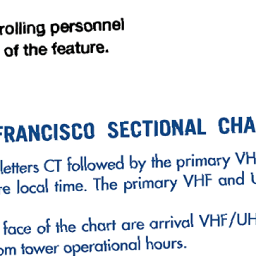 rolling personnel
of the feature.
FRANCISCO SECTIONAL CHA
letters CT followed by the primary VH
re local time. The primary VHF and U
face of the chart are arrival VHF/UH
om tower operational hours.